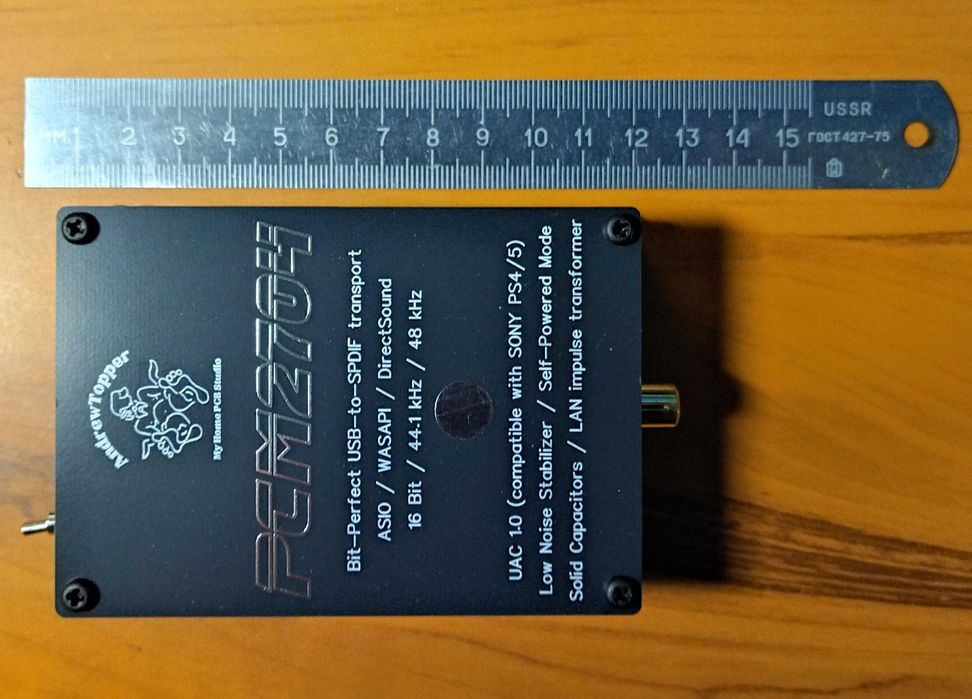 MM 1 2 3 4 5 6 7 8 9 10 11 12 13 14 15
USSR
ГОСТ 427-75
AndrewTopper
My Home PCB Studio
PCM2704
Bit-Perfect USB-to-SPDIF transport
ASIO / WASAPI / DirectSound
16 Bit / 44.1 kHz / 48 kHz
UAC 1.0 (compatible with SONY PS4/5)
Low Noise Stabilizer / Self-Powered Mode
Solid Capacitors / LAN impulse transformer